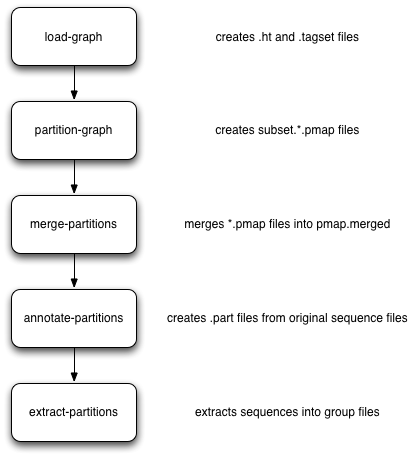 load-graph creates .ht and .tagset files
partition-graph creates subset.*.pmap files
merge-partitions merges *.pmap files into pmap.merged
annotate-partitions creates .part files from original sequence files
extract-partitions extracts sequences into group files